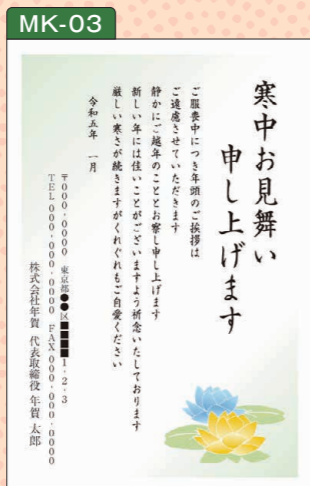 MK-03
寒中お見舞い
申し上げます
ご服喪中につき年頭のご挨拶は
ご遠慮させていただきます
静かにご越年のこととお察し申し上げます
新しい年には佳いことがございますよう祈念いたしております
厳しい寒さが続きますがくれぐれもご自愛ください
令和五年 一月
〒000-0000 東京都●●区■■■■1-2-3
TEL 000-000-0000 FAX 000-000-0000
株式会社年賀 代表取締役 年賀 太郎